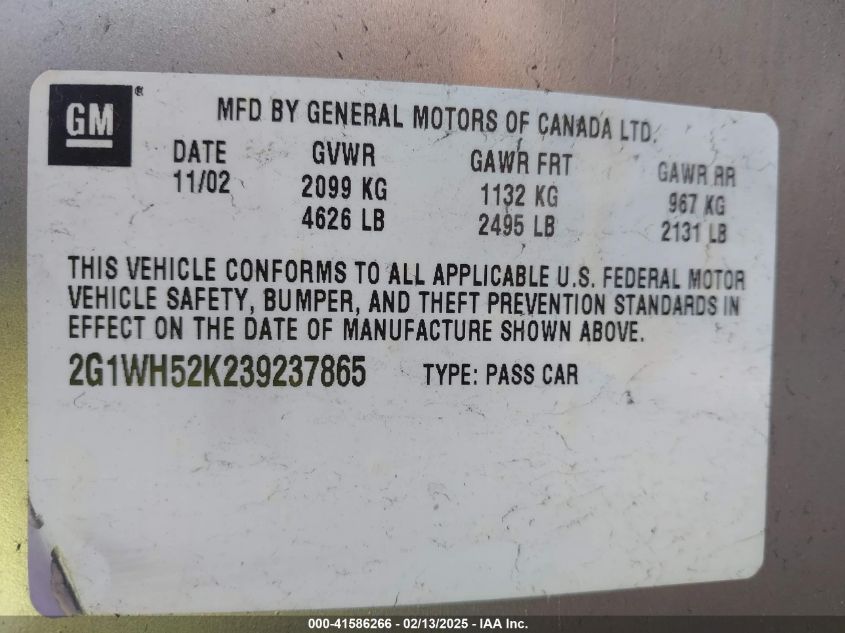 GM®
MFD BY GENERAL MOTORS OF CANADA LTD.
DATE GVWR GAWR FRT GAWR RR
11/02 2099 KG 1132 KG 967 KG
4626 LB 2495 LB 2131 LB
THIS VEHICLE CONFORMS TO ALL APPLICABLE U.S. FEDERAL MOTOR
VEHICLE SAFETY, BUMPER, AND THEFT PREVENTION STANDARDS IN
EFFECT ON THE DATE OF MANUFACTURE SHOWN ABOVE.
2G1WH52K239237865 TYPE: PASS CAR
000-41586266 - 02/13/2025 - IAA Inc.